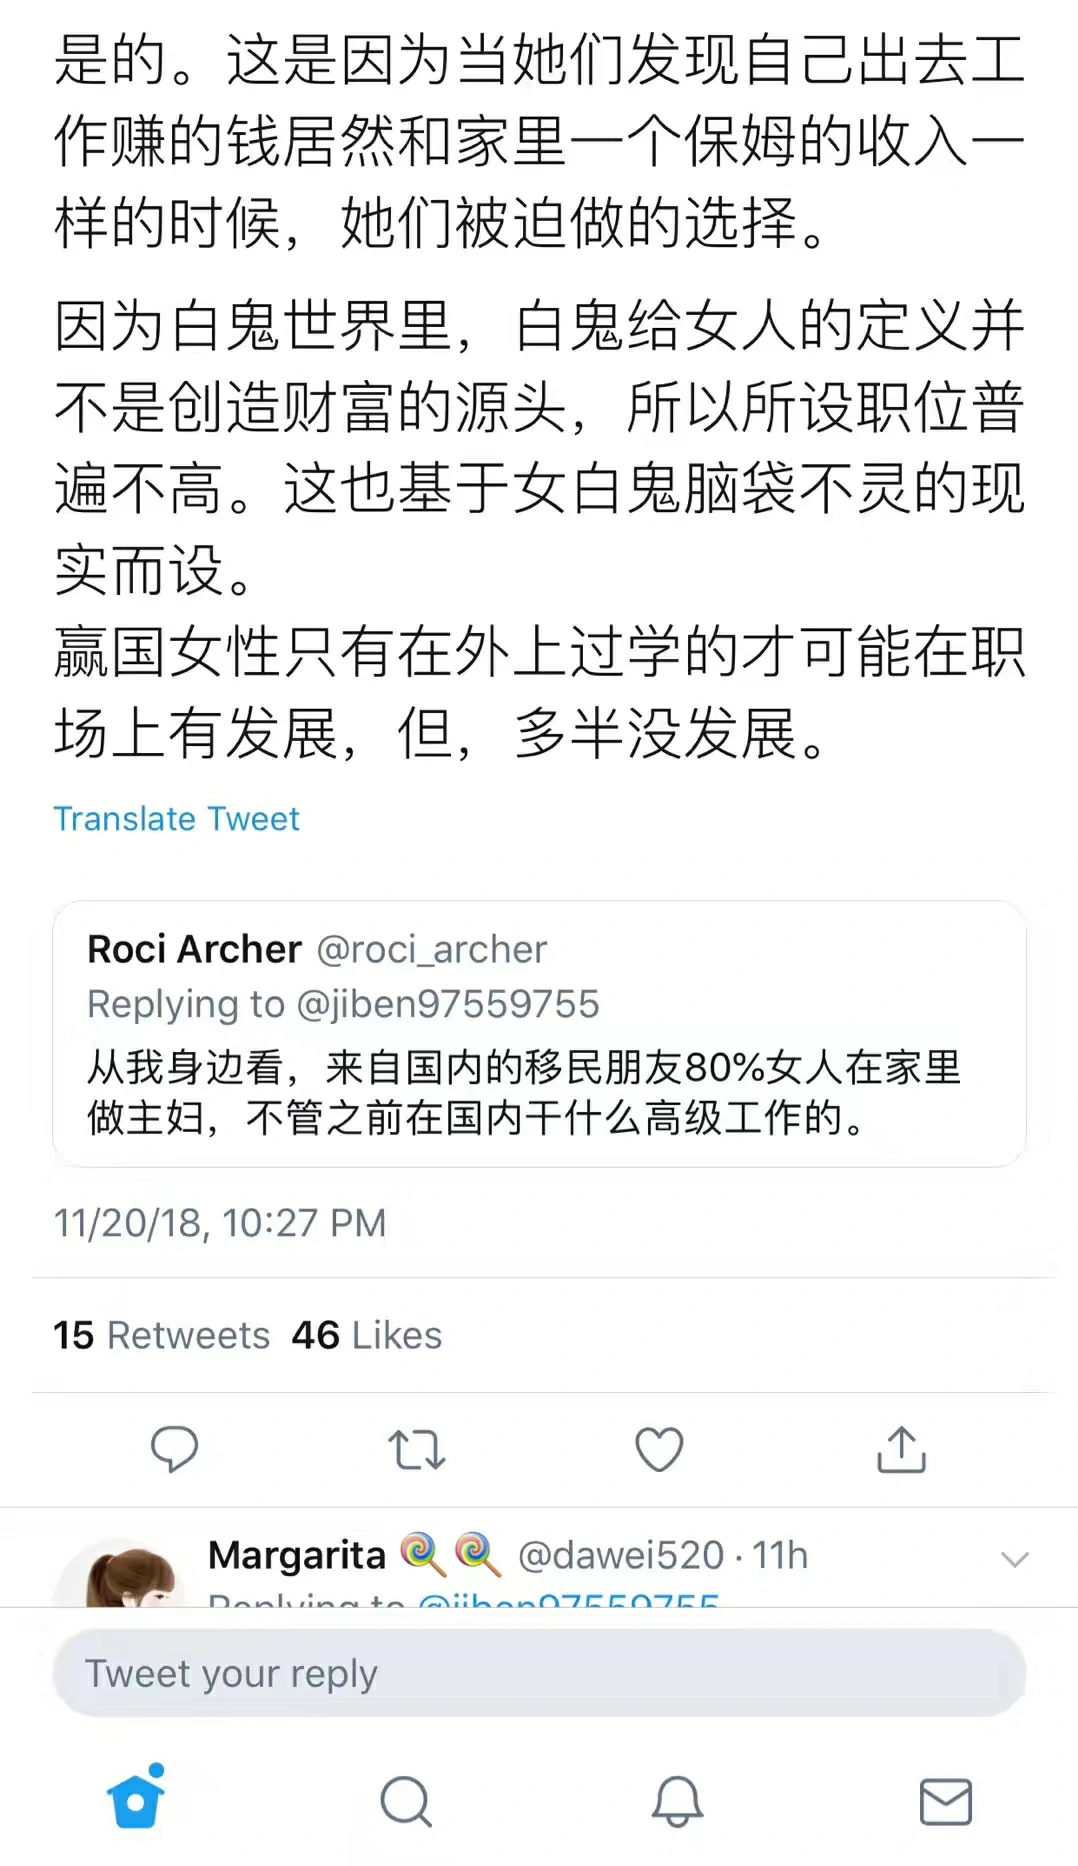 是的。这是因为当她们发现自己出去工
作赚的钱居然和家里一个保姆的收入一
样的时候，她们被迫做的选择。
因为白鬼世界里，白鬼给女人的定义并
不是创造财富的源头，所以所设职位普
遍不高。这也基于女白鬼脑袋不灵的现
实而设。
赢国女性只有在外上过学的才可能在职
场上有发展，但，多半没发展。
Translate Tweet
Roci Archer @roci_archer
Replying to @jiben97559755
从我身边看，来自国内的移民朋友80%女人在家里
做主妇，不管之前在国内干什么高级工作的。
11/20/18, 10:27 PM
15 Retweets 46 Likes
Margarita 🍭🍭 @dawei520 · 11h
Replying to @jiben97559755
Tweet your reply